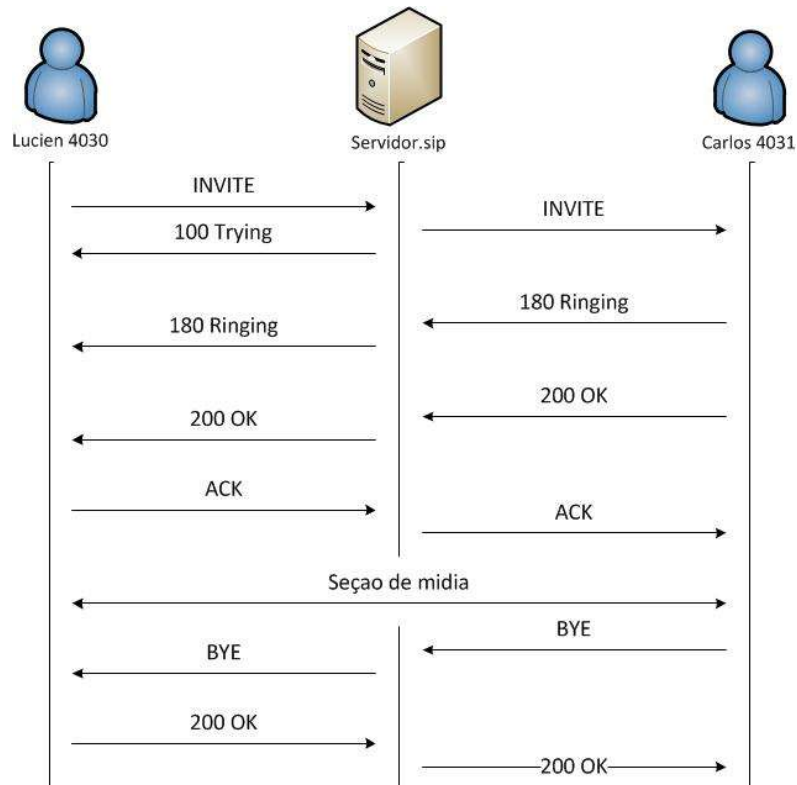 Lucien 4030
Servidor.sip
Carlos 4031
INVITE
INVITE
100 Trying
180 Ringing
180 Ringing
200 OK
200 OK
ACK
ACK
Seçao de midia
BYE
BYE
200 OK
200 OK